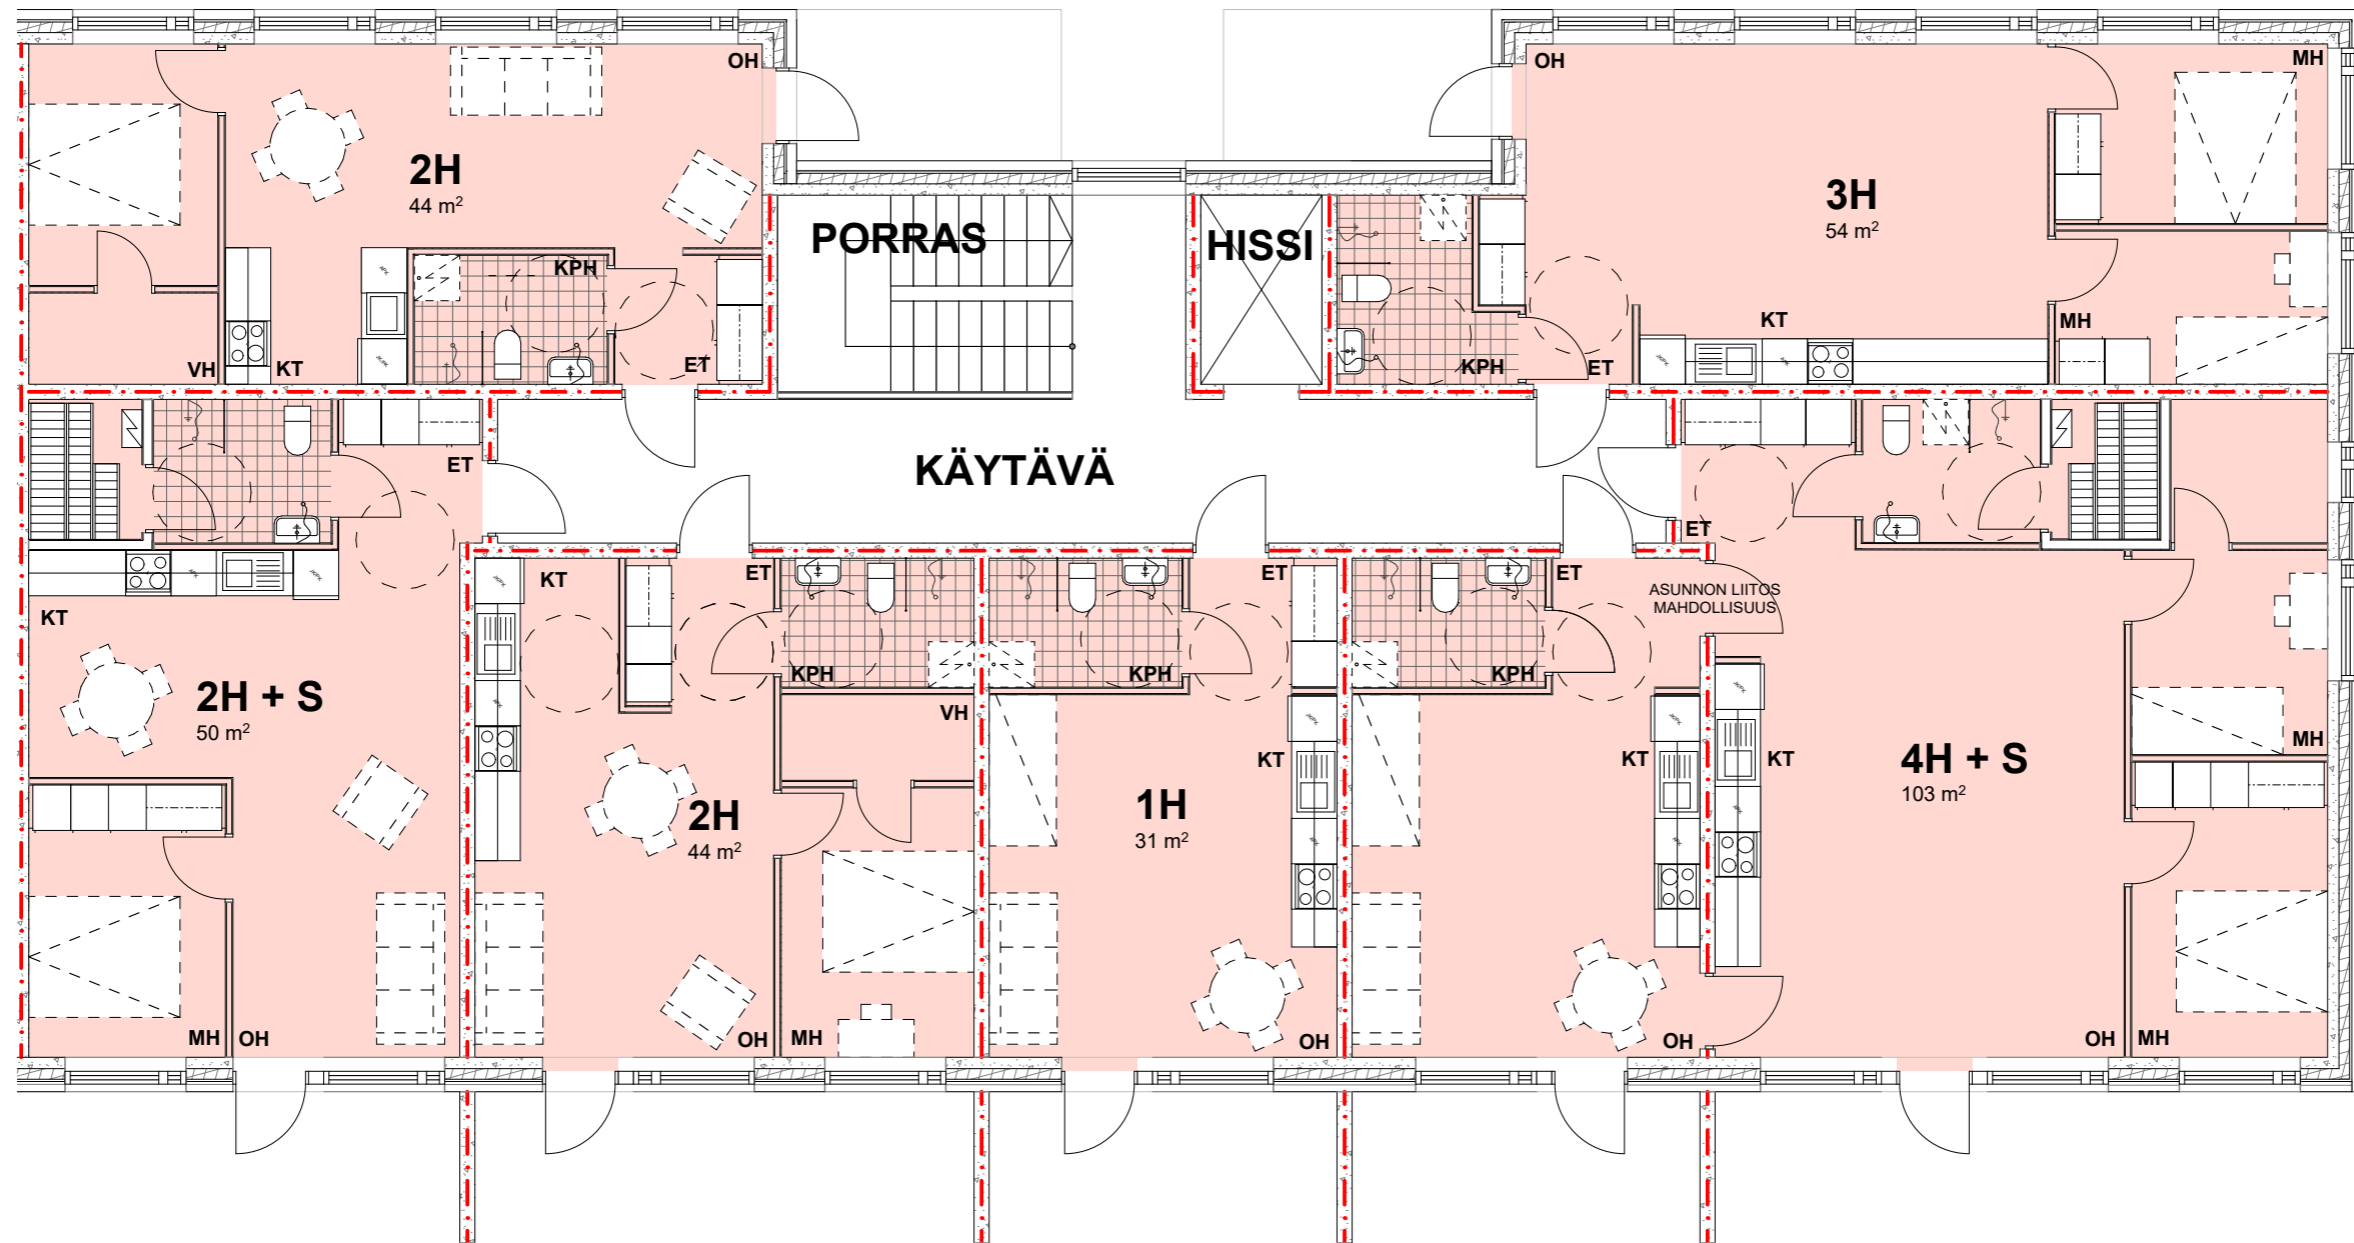 OH
2H
44 m²
KPH
VH
KT
ET
PORRAS
HISSI
OH
MH
3H
54 m²
KT
MH
KPH
ET
KÄYTÄVÄ
ET
KT
2H + S
50 m²
MH
OH
KT
ET
KPH
VH
2H
44 m²
OH
MH
ET
KPH
KT
1H
31 m²
OH
ET
KPH
KT
OH
ASUNNON LIITOS
MAHDOLLISUUS
ET
KT
4H + S
103 m²
MH
OH
MH